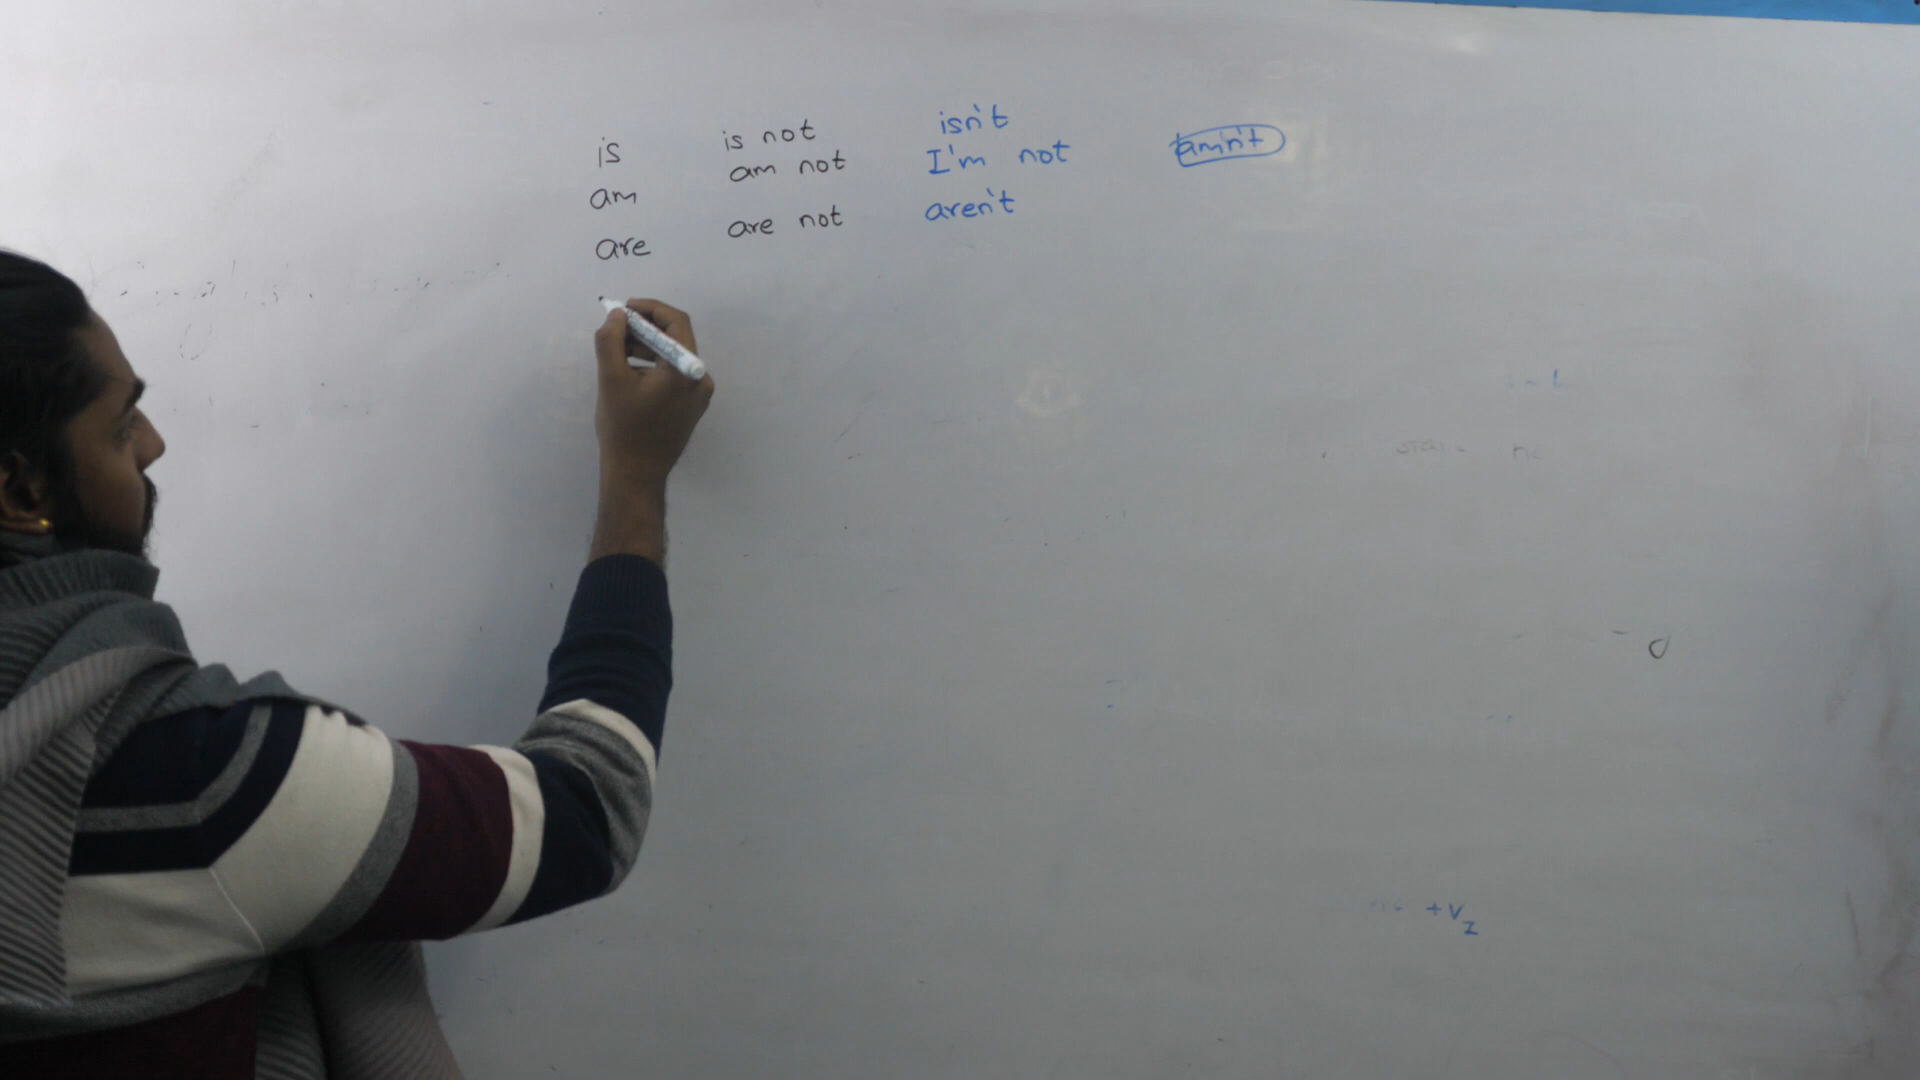 is is not isn't
am am not I'm not amn't
are are not aren't
+V2